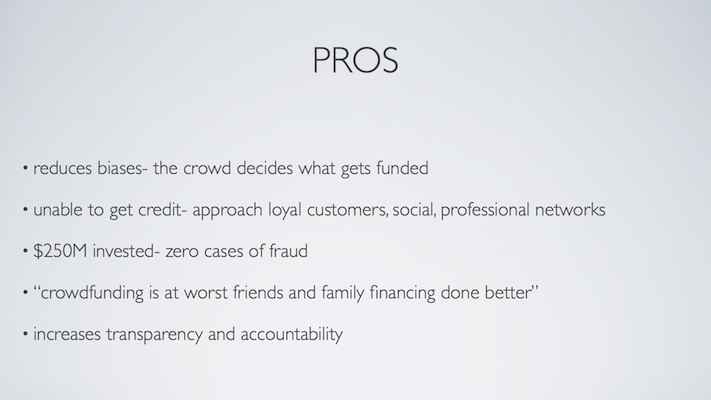 PROS
• reduces biases- the crowd decides what gets funded
• unable to get credit- approach loyal customers, social, professional networks
• $250M invested- zero cases of fraud
• “crowdfunding is at worst friends and family financing done better”
• increases transparency and accountability